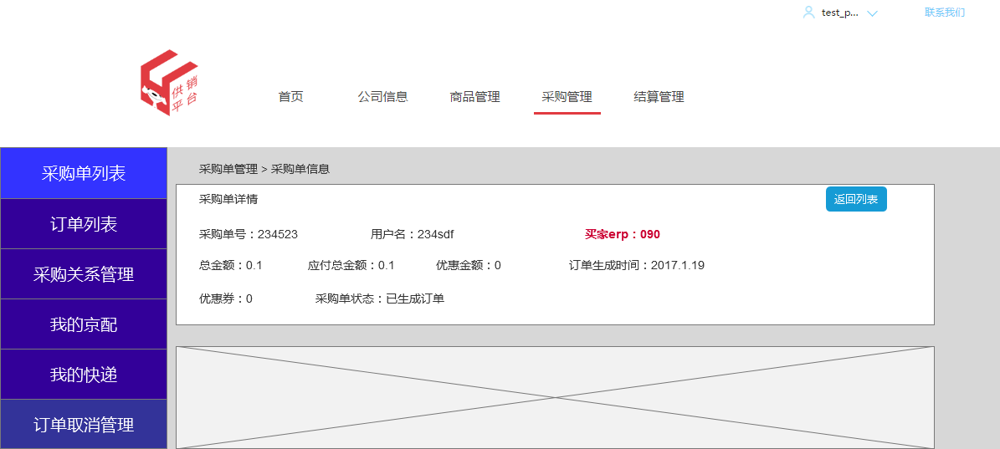 test_p... 联系我们
供销
平台
首页 公司信息 商品管理 采购管理 结算管理
采购单列表
订单列表
采购关系管理
我的京配
我的快递
订单取消管理
采购单管理 > 采购单信息
采购单详情 返回列表
采购单号：234523 用户名：234sdf 买家erp：090
总金额：0.1 应付总金额：0.1 优惠金额：0 订单生成时间：2017.1.19
优惠券：0 采购单状态：已生成订单